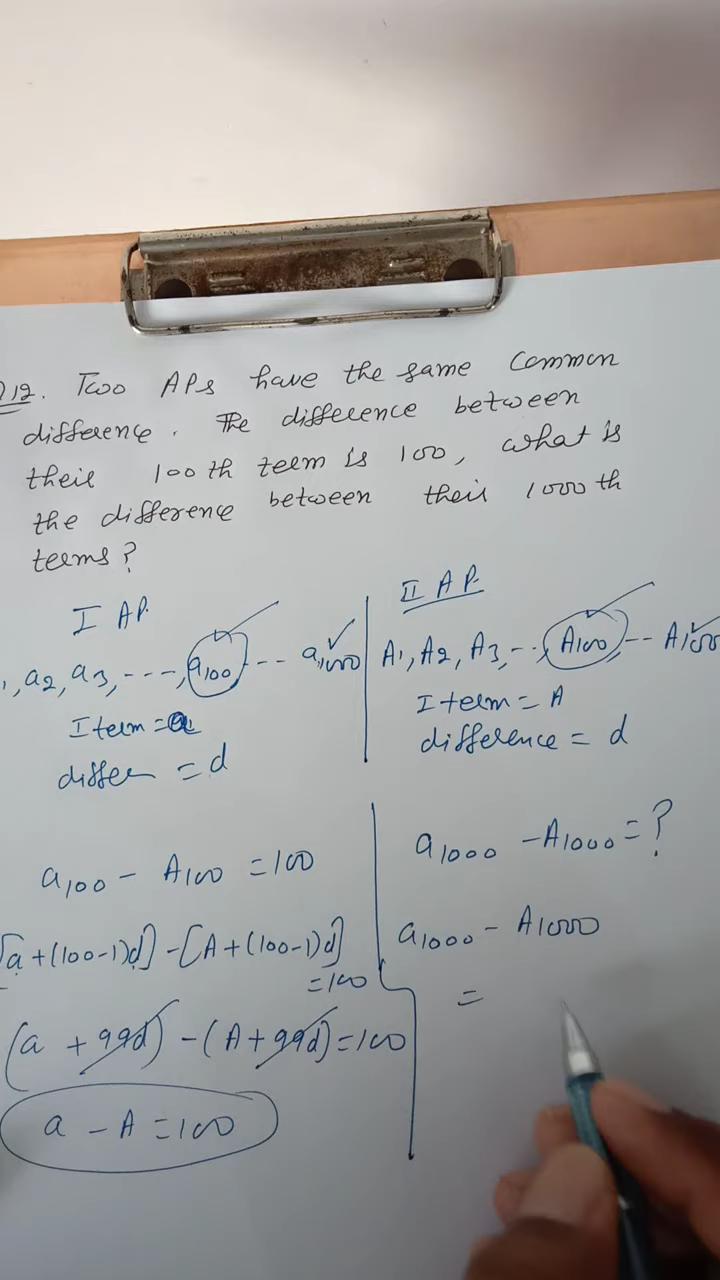 Q12. Two APs have the same common
difference. The difference between
their 100th term is 100, what is
the difference between their 1000th
terms?
I AP.
a2, a3, ---, a100 --- a1000
I term = a
differ = d
II AP.
A1, A2, A3, --, A100, -- A1000
I term = A
difference = d
a100 - A100 = 100
[a + (100-1)d] - [A + (100-1)d]
= 100
(a + 99d) - (A + 99d) = 100
a - A = 100
a1000 - A1000 = ?
a1000 - A1000
=